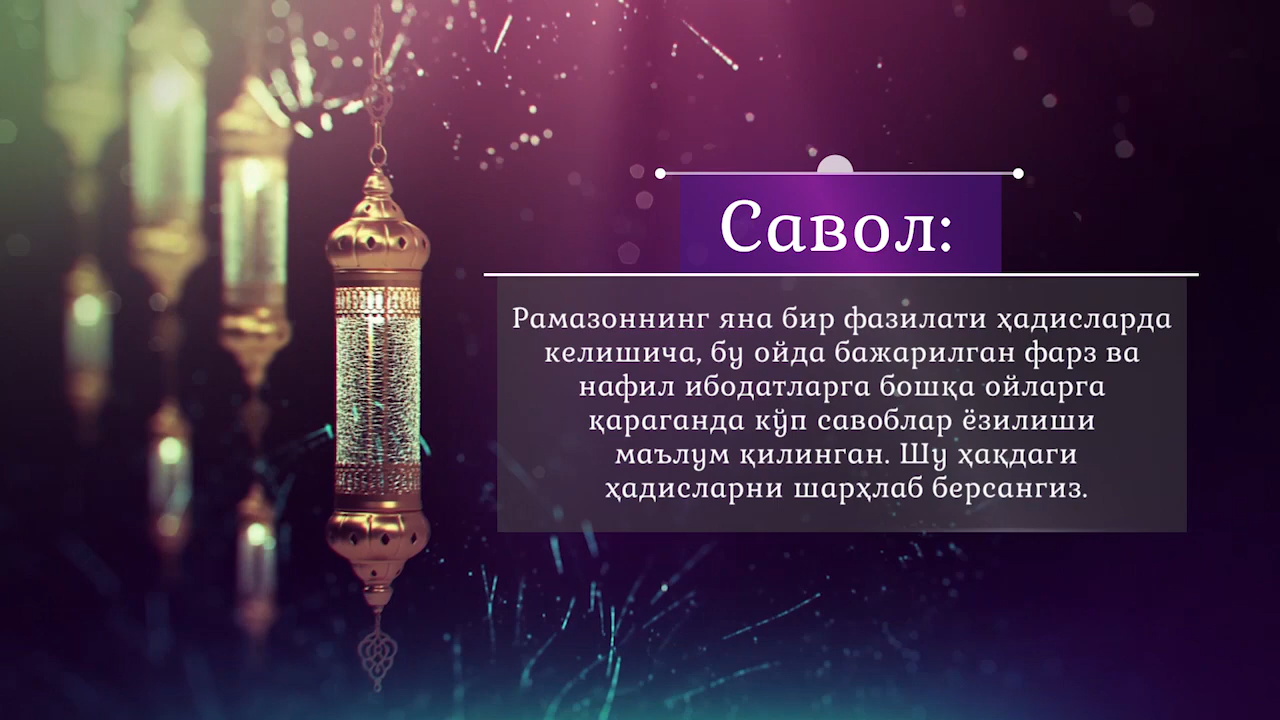 Савол:
Рамазоннинг яна бир фазилати ҳадисларда
келишича, бу ойда бажарилган фарз ва
нафил ибодатларга бошқа ойларга
қараганда кўп савоблар ёзилиши
маълум қилинган. Шу ҳақдаги
ҳадисларни шарҳлаб берсангиз.